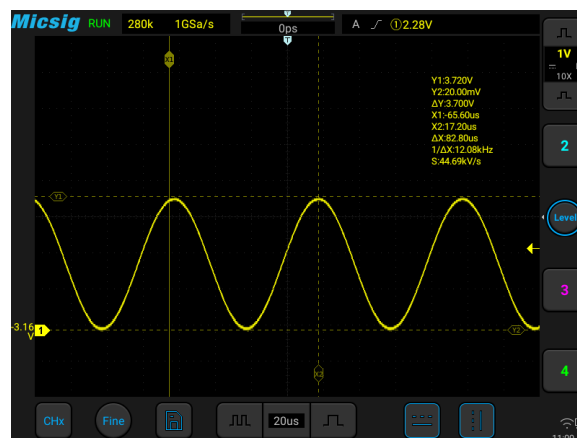 Micsig RUN 280k 1GSa/s 0ps A ①2.28V
T
T
1V
10X
X1
Y1:3.720V
Y2:20.00mV
ΔY:3.700V
X1:-65.60us
X2:17.20us
ΔX:82.80us
1/ΔX:12.08kHz
S:44.69kV/s
2
Y1
Level
3
-3.16
V
1
Y2
X2
4
CHx
Fine
20us